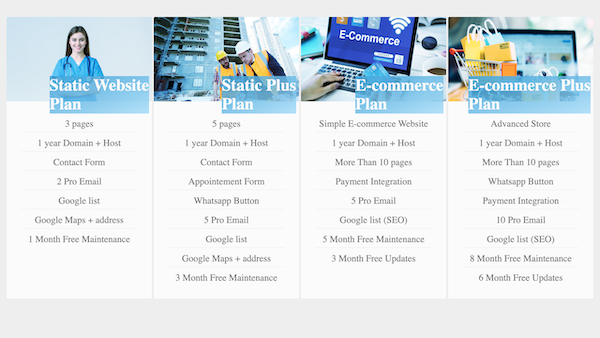 E-Commerce
Static Website
Plan
3 pages
1 year Domain + Host
Contact Form
2 Pro Email
Google list
Google Maps + address
1 Month Free Maintenance
Static Plus
Plan
5 pages
1 year Domain + Host
Contact Form
Appointement Form
Whatsapp Button
5 Pro Email
Google list
Google Maps + address
3 Month Free Maintenance
E-commerce
Plan
Simple E-commerce Website
1 year Domain + Host
More Than 10 pages
Payment Integration
5 Pro Email
Google list (SEO)
5 Month Free Maintenance
3 Month Free Updates
E-commerce Plus
Plan
Advanced Store
1 year Domain + Host
More Than 10 pages
Whatsapp Button
Payment Integration
10 Pro Email
Google list (SEO)
8 Month Free Maintenance
6 Month Free Updates